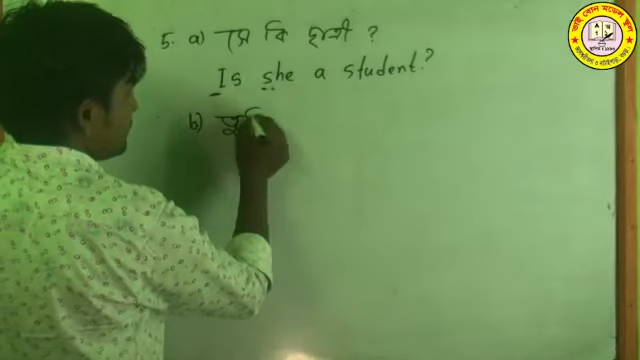 5. a) সে কি ছাত্রী ?
Is she a student?
b)